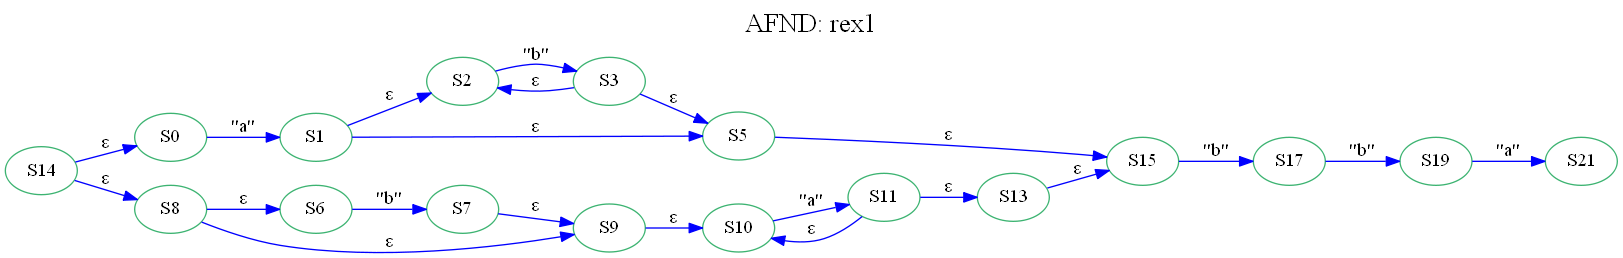 AFND: rex1
"b"
ε
S2
ε
S3
ε
ε
"a"
ε
ε
S0
S1
S5
S14
S15
"b"
S17
"b"
S19
"a"
S21
ε
ε
"b"
ε
"a"
ε
ε
S8
S6
S7
S11
S13
ε
S9
S10
ε
ε